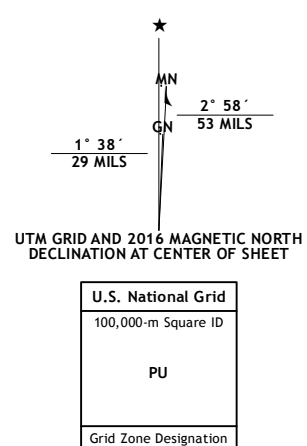 ★
MN
2° 58´
53 MILS
GN
1° 38´
29 MILS
UTM GRID AND 2016 MAGNETIC NORTH
DECLINATION AT CENTER OF SHEET
U.S. National Grid
100,000-m Square ID
PU
Grid Zone Designation